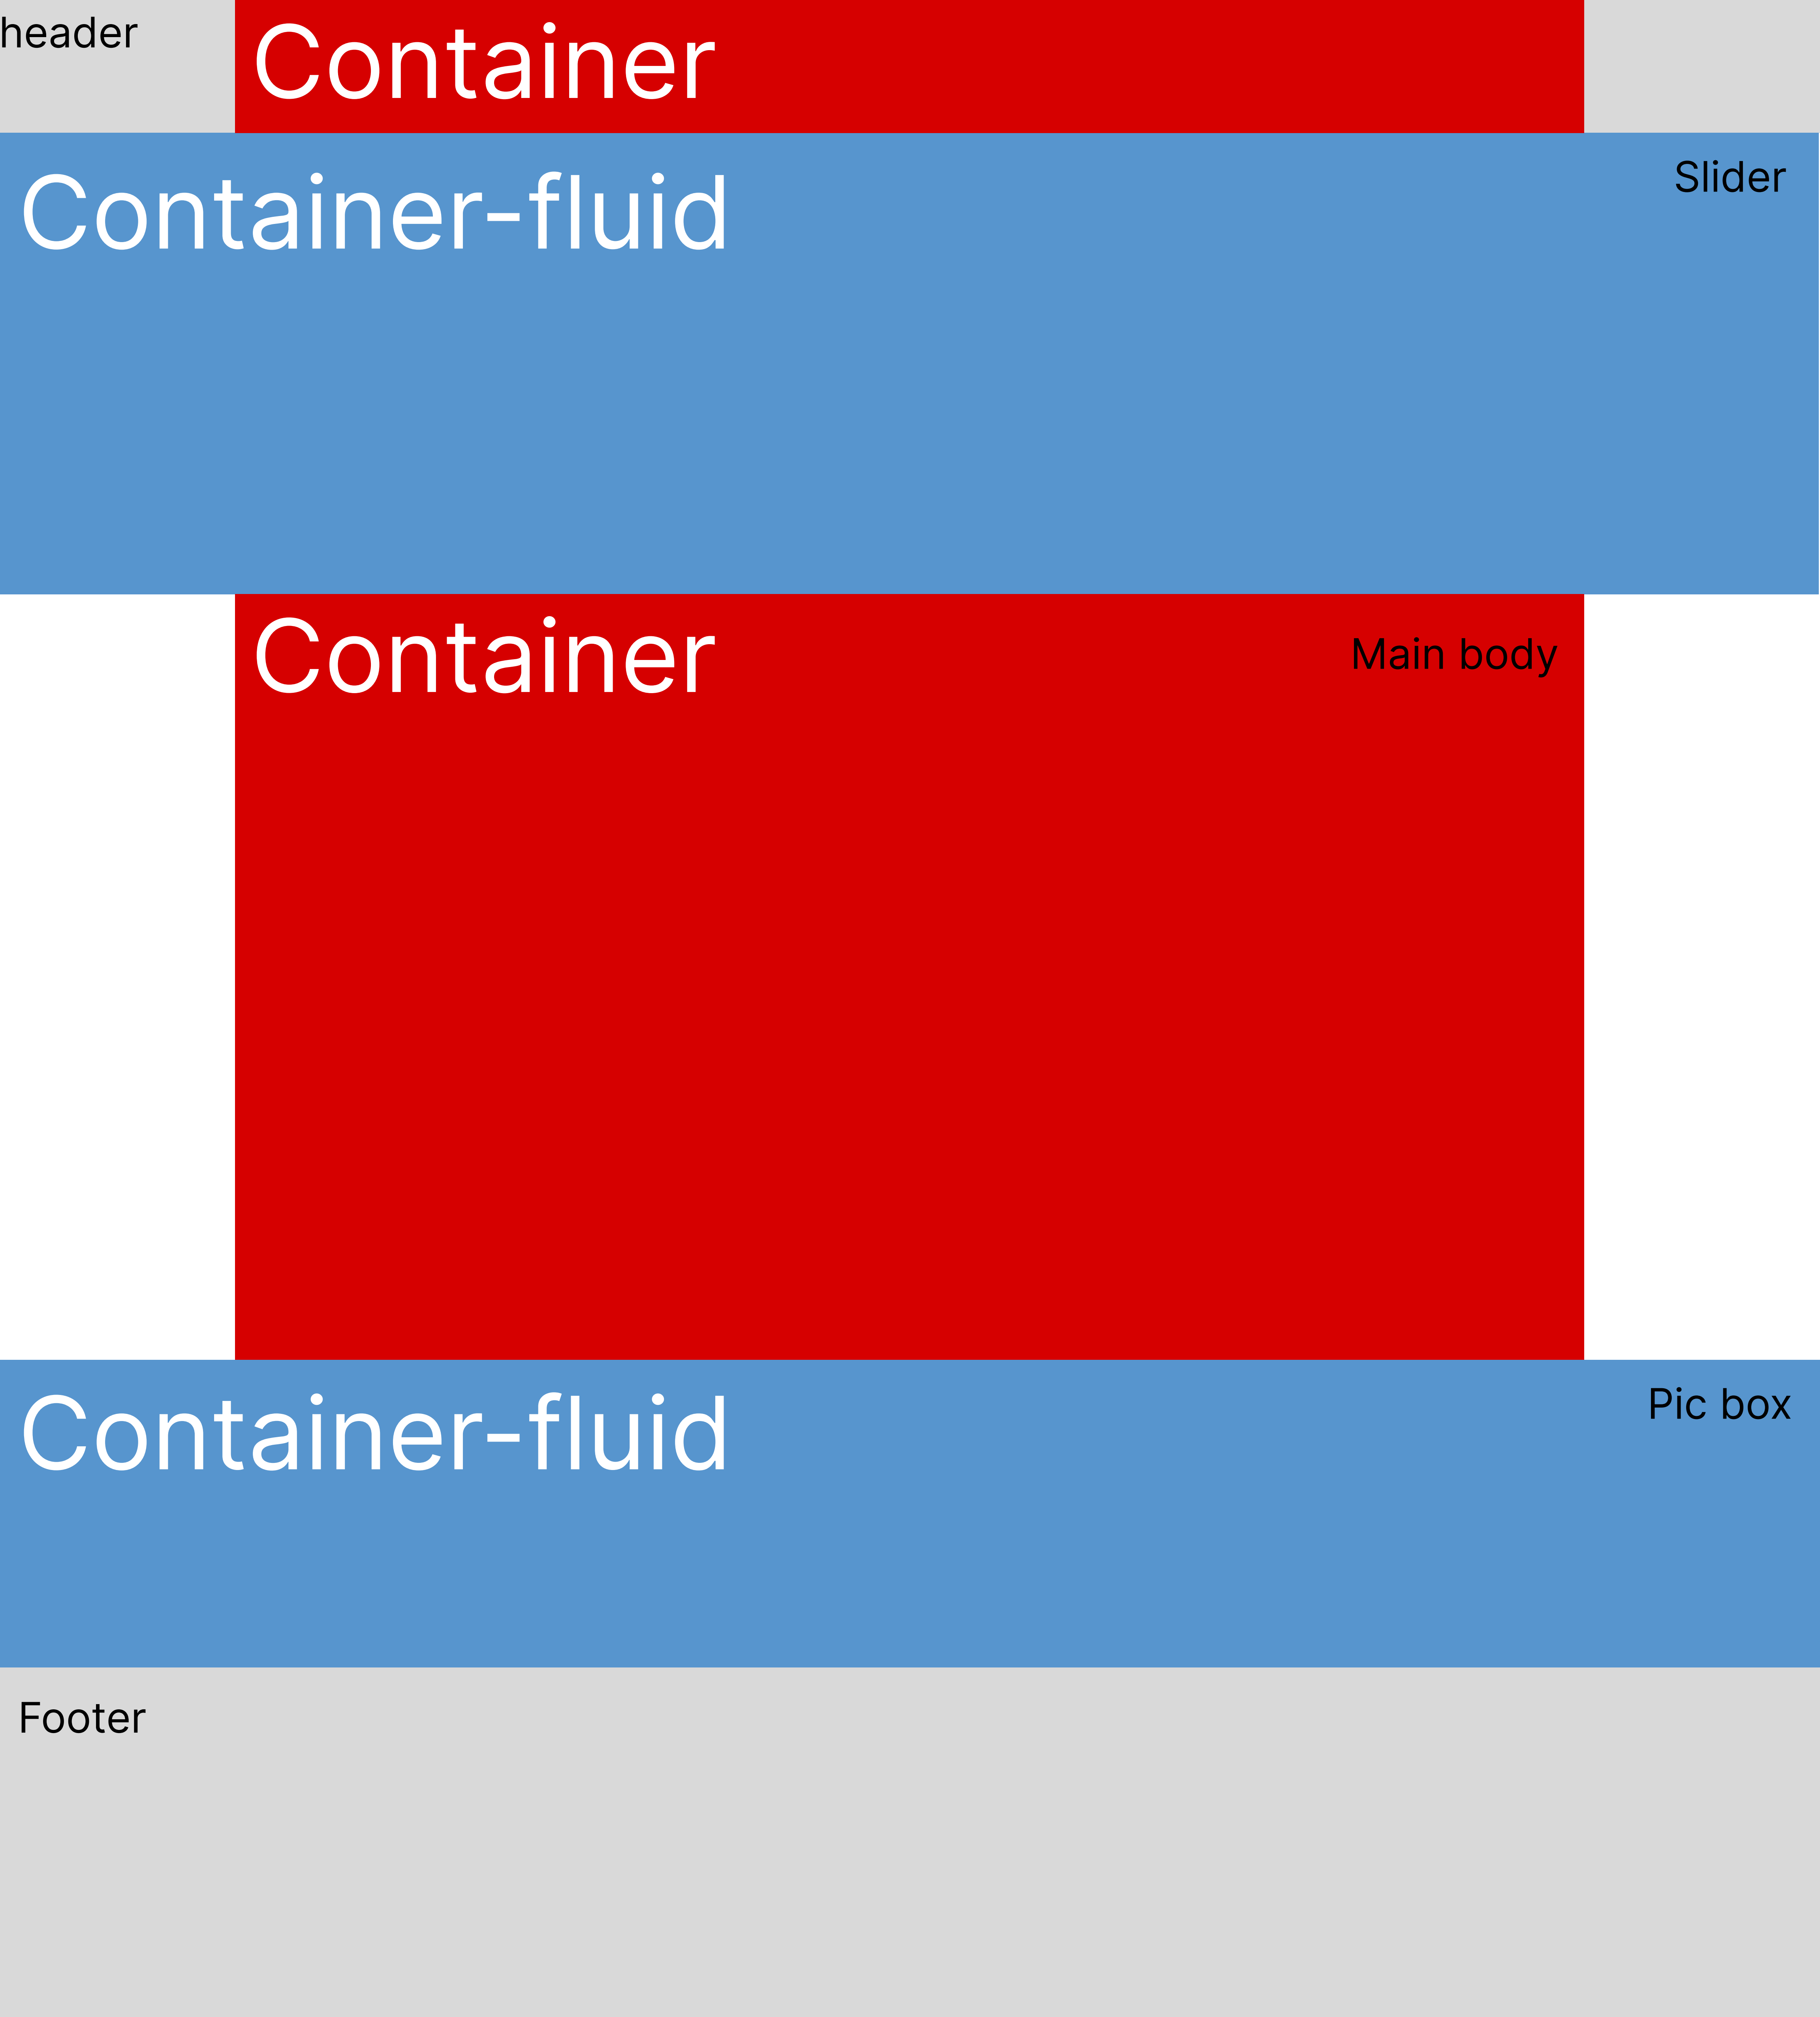 header
Container
Container-fluid
Slider
Container
Main body
Container-fluid
Pic box
Footer